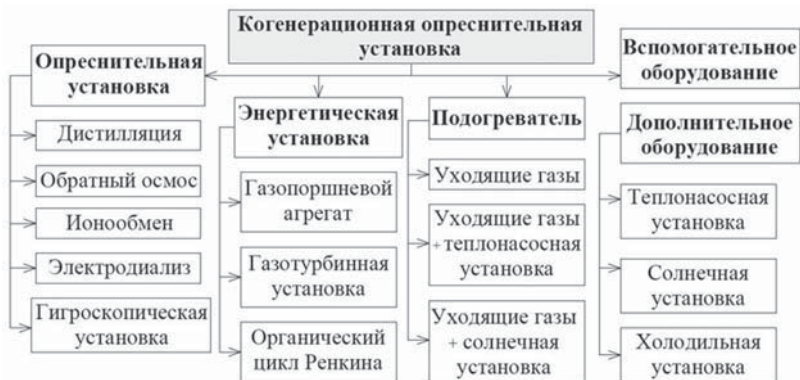 Когенерационная опреснительная
установка
Опреснительная
установка
Дистилляция
Обратный осмос
Ионообмен
Электродиализ
Гигроскопическая
установка
Энергетическая
установка
Газопоршневой
агрегат
Газотурбинная
установка
Органический
цикл Ренкина
Подогреватель
Уходящие газы
Уходящие газы
+ теплонасосная
установка
Уходящие газы
+ солнечная
установка
Вспомогательное
оборудование
Дополнительное
оборудование
Теплонасосная
установка
Солнечная
установка
Холодильная
установка